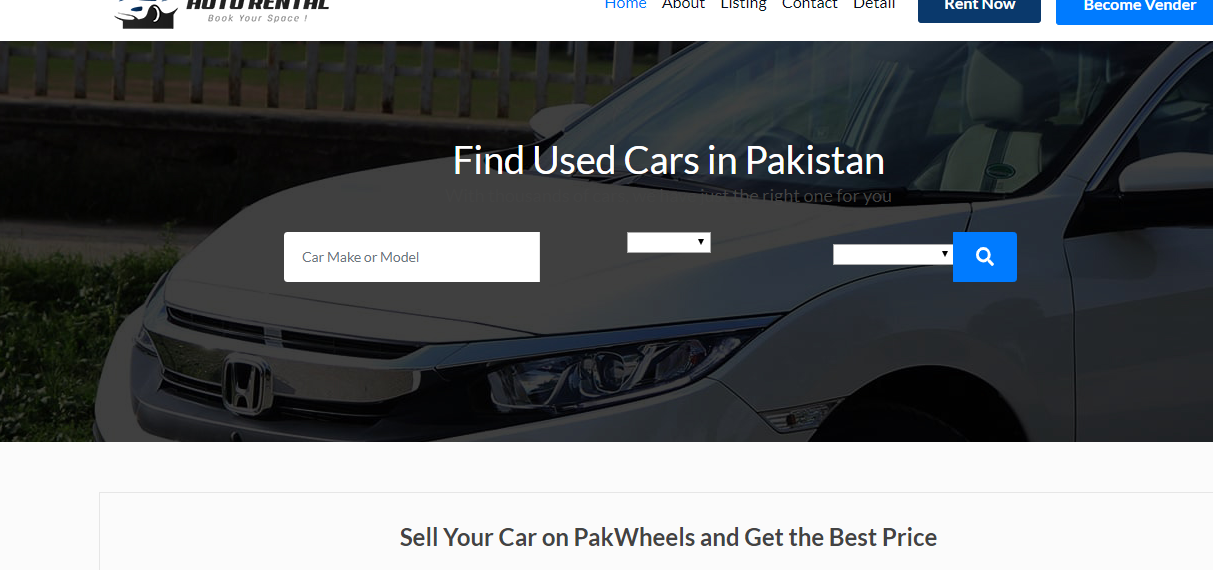 AUTO RENTAL
Book Your Space !
Home About Listing Contact Detail Rent Now Become Vender
Find Used Cars in Pakistan
just the right one for you
Car Make or Model
Sell Your Car on PakWheels and Get the Best Price